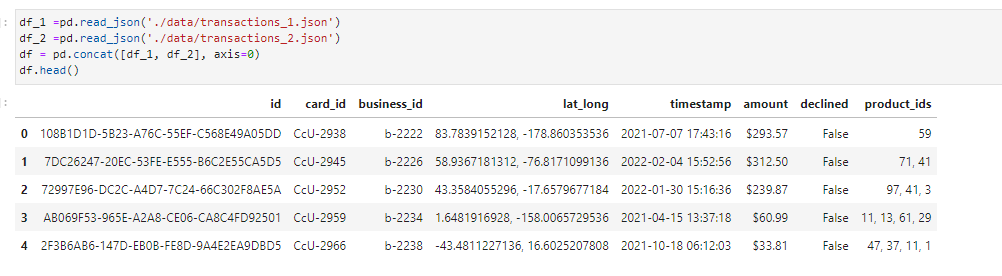 df_1 =pd.read_json('./data/transactions_1.json')
df_2 =pd.read_json('./data/transactions_2.json')
df = pd.concat([df_1, df_2], axis=0)
df.head()
id card_id business_id lat_long timestamp amount declined product_ids
0 108B1D1D-5B23-A76C-55EF-C568E49A05DD CcU-2938 b-2222 83.7839152128, -178.860353536 2021-07-07 17:43:16 $293.57 False 59
1 7DC26247-20EC-53FE-E555-B6C2E55CA5D5 CcU-2945 b-2226 58.9367181312, -76.8171099136 2022-02-04 15:52:56 $312.50 False 71, 41
2 72997E96-DC2C-A4D7-7C24-66C302F8AE5A CcU-2952 b-2230 43.3584055296, -17.6579677184 2022-01-30 15:16:36 $239.87 False 97, 41, 3
3 AB069F53-965E-A2A8-CE06-CA8C4FD92501 CcU-2959 b-2234 1.6481916928, -158.0065729536 2021-04-15 13:37:18 $60.99 False 11, 13, 61, 29
4 2F3B6AB6-147D-EB0B-FE8D-9A4E2EA9DBD5 CcU-2966 b-2238 -43.4811227136, 16.6025207808 2021-10-18 06:12:03 $33.81 False 47, 37, 11, 1